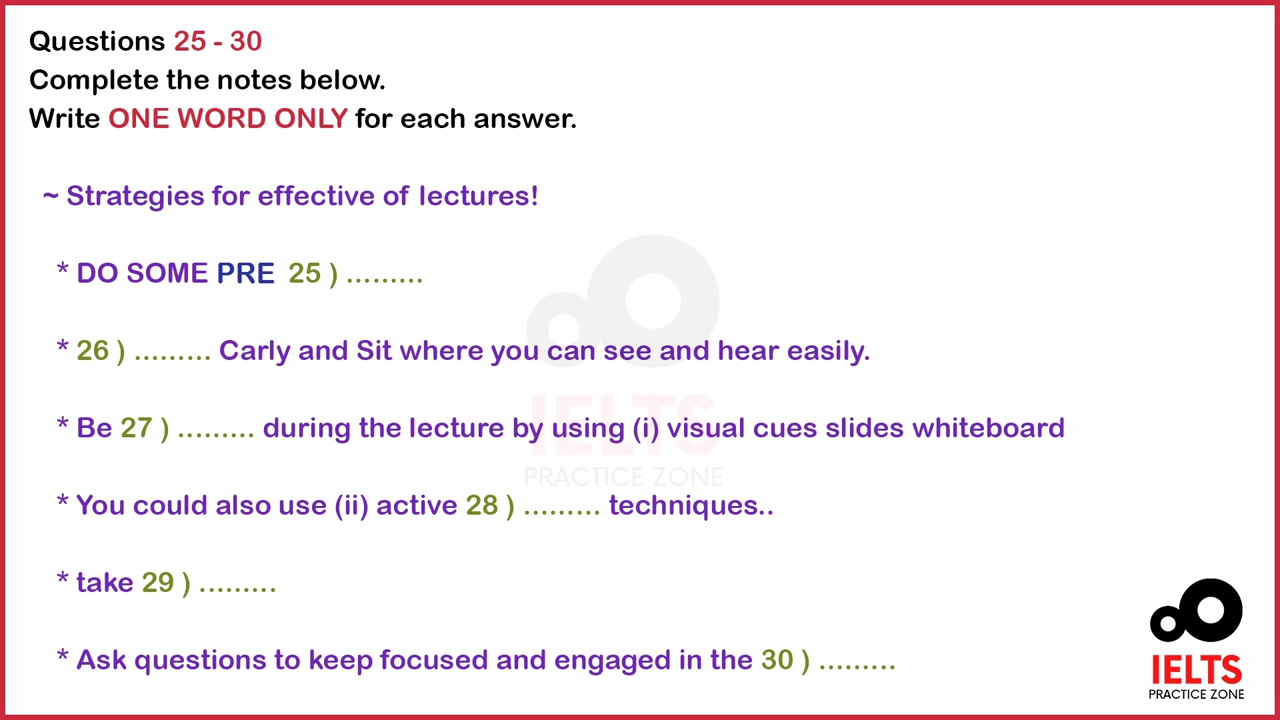 Questions 25 - 30
Complete the notes below.
Write ONE WORD ONLY for each answer.
~ Strategies for effective of lectures!
* DO SOME PRE 25 ) .........
* 26 ) ......... Carly and Sit where you can see and hear easily.
* Be 27 ) ......... during the lecture by using (i) visual cues slides whiteboard
* You could also use (ii) active 28 ) ......... techniques..
* take 29 ) .........
* Ask questions to keep focused and engaged in the 30 ) .........
IELTS
PRACTICE ZONE
IELTS
PRACTICE ZONE